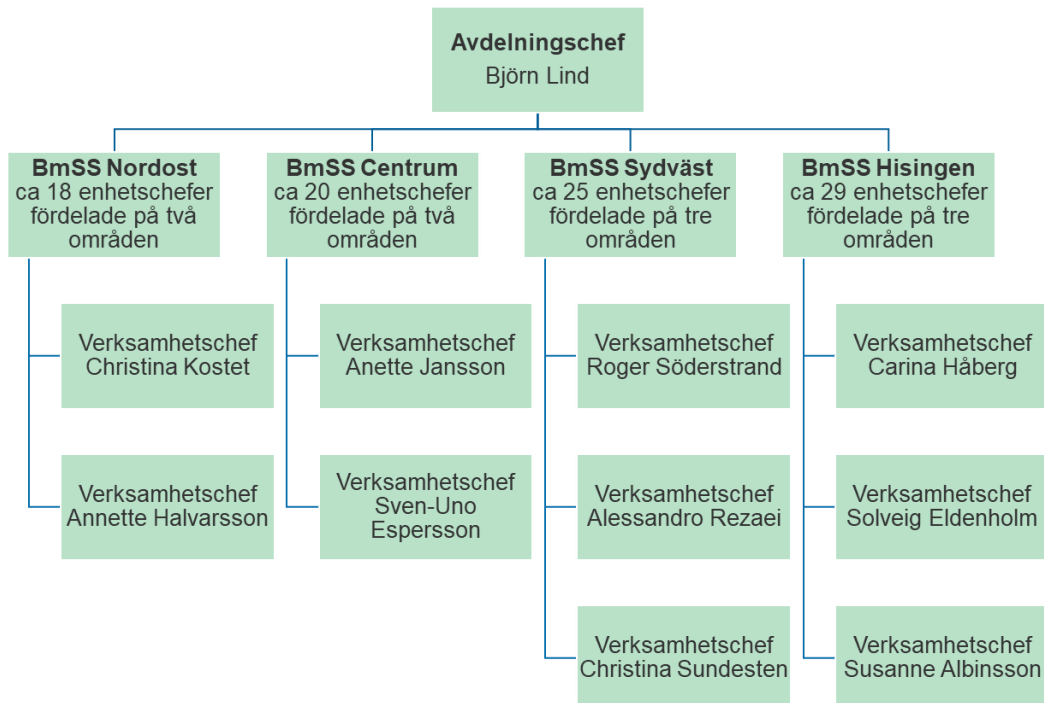 Avdelningschef
Björn Lind
BmSS Nordost
ca 18 enhetschefer
fördelade på två
områden
BmSS Centrum
ca 20 enhetschefer
fördelade på två
områden
BmSS Sydväst
ca 25 enhetschefer
fördelade på tre
områden
BmSS Hisingen
ca 29 enhetschefer
fördelade på tre
områden
Verksamhetschef
Christina Kostet
Verksamhetschef
Annette Halvarsson
Verksamhetschef
Anette Jansson
Verksamhetschef
Sven-Uno
Espersson
Verksamhetschef
Roger Söderstrand
Verksamhetschef
Alessandro Rezaei
Verksamhetschef
Christina Sundesten
Verksamhetschef
Carina Håberg
Verksamhetschef
Solveig Eldenholm
Verksamhetschef
Susanne Albinsson